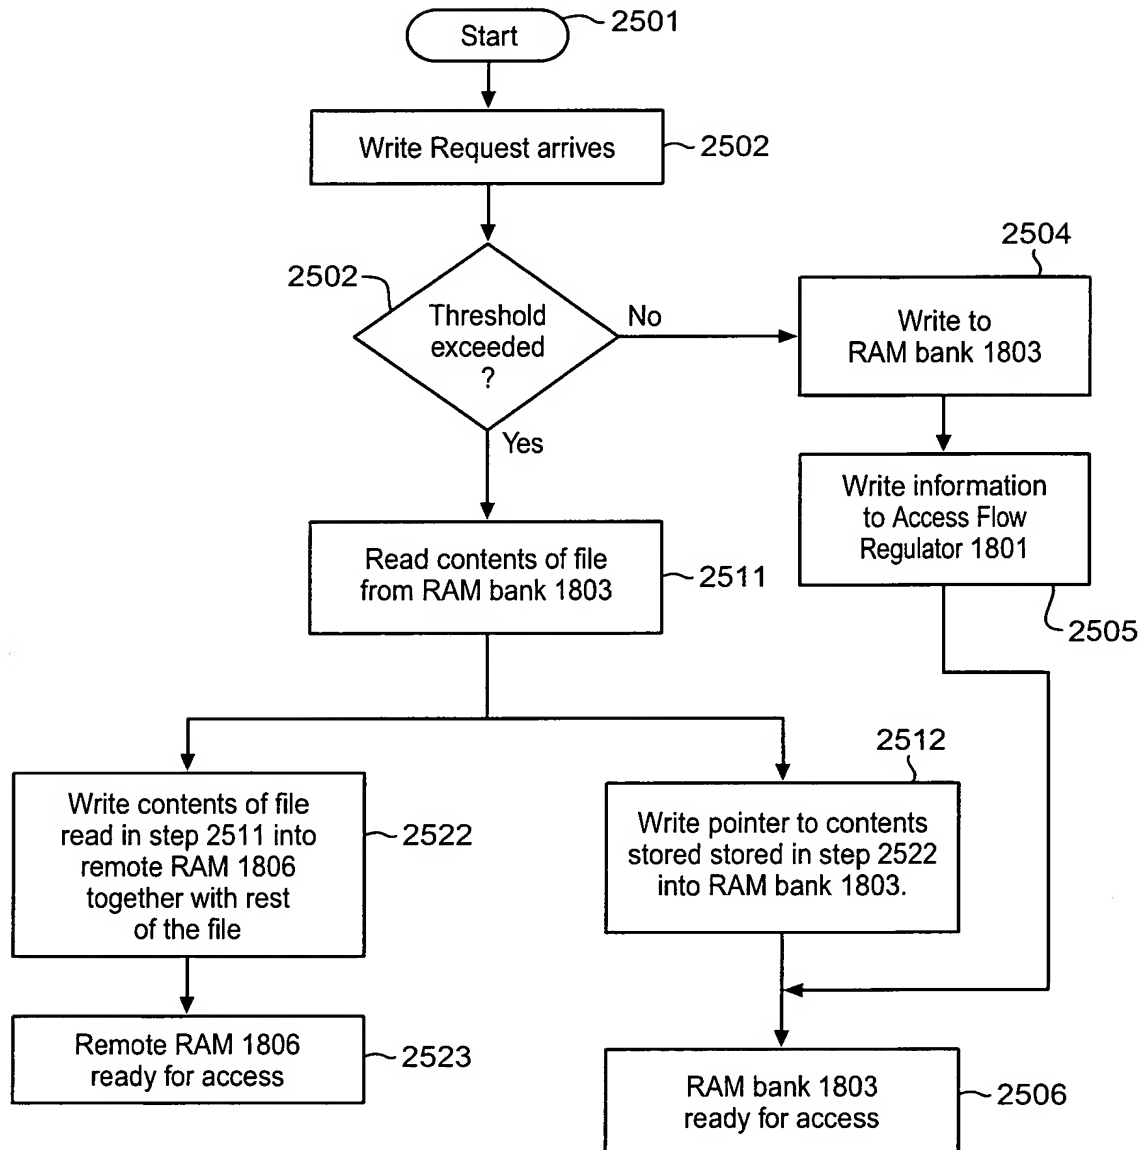 Start
2501
Write Request arrives
2502
2502
Threshold
exceeded
?
No
Yes
2504
Write to
RAM bank 1803
Write information
to Access Flow
Regulator 1801
2505
Read contents of file
from RAM bank 1803
2511
2512
Write contents of file
read in step 2511 into
remote RAM 1806
together with rest
of the file
2522
Write pointer to contents
stored stored in step 2522
into RAM bank 1803.
Remote RAM 1806
ready for access
2523
RAM bank 1803
ready for access
2506